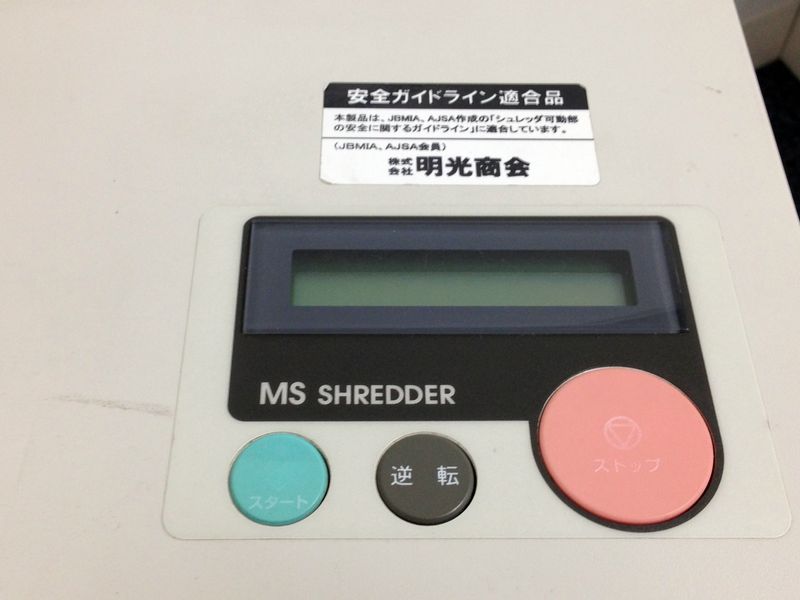 安全ガイドライン適合品
本製品は、JBMIA、AJSA作成の「シュレッダ可動部
の安全に関するガイドライン」に適合しています。
(JBMIA、AJSA会員)
株式会社 明光商会
MS SHREDDER
スタート
逆 転
ストップ